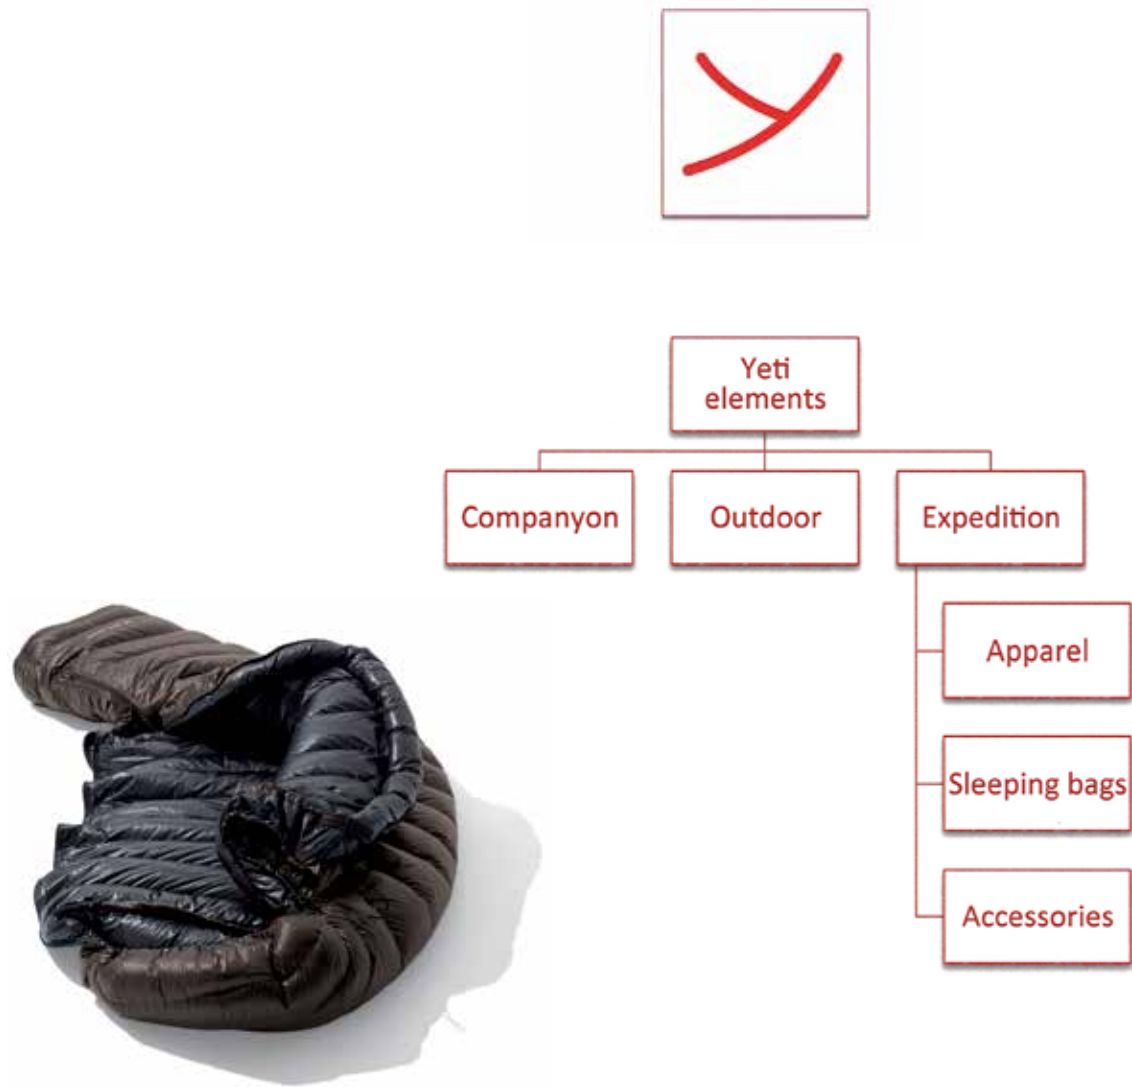 Yeti
elements
Companyon
Outdoor
Expedition
Apparel
Sleeping bags
Accessories